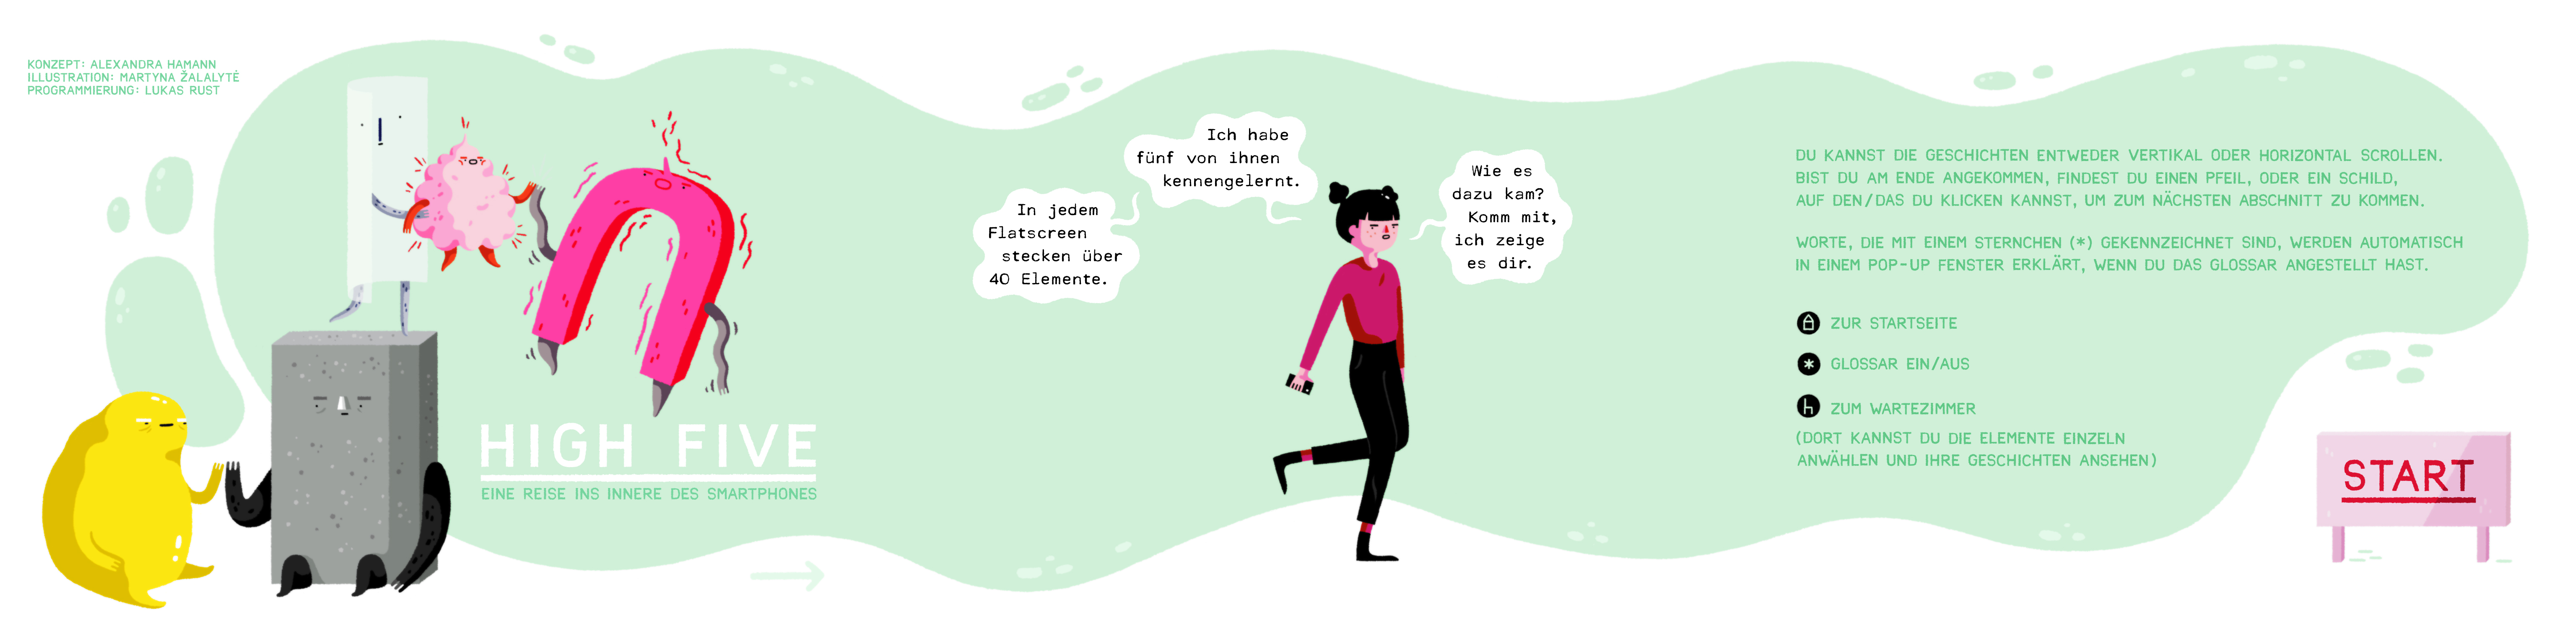 KONZEPT: ALEXANDRA HAMANN
ILLUSTRATION: MARTYNA ŽALALYTĖ
PROGRAMMIERUNG: LUKAS RUST
HIGH FIVE
EINE REISE INS INNERE DES SMARTPHONES
In jedem
Flatscreen
stecken über
40 Elemente.
Ich habe
fünf von ihnen
kennengelernt.
Wie es
dazu kam?
Komm mit,
ich zeige
es dir.
DU KANNST DIE GESCHICHTEN ENTWEDER VERTIKAL ODER HORIZONTAL SCROLLEN.
BIST DU AM ENDE ANGEKOMMEN, FINDEST DU EINEN PFEIL, ODER EIN SCHILD,
AUF DEN/DAS DU KLICKEN KANNST, UM ZUM NÄCHSTEN ABSCHNITT ZU KOMMEN.
WORTE, DIE MIT EINEM STERNCHEN (*) GEKENNZEICHNET SIND, WERDEN AUTOMATISCH
IN EINEM POP-UP FENSTER ERKLÄRT, WENN DU DAS GLOSSAR ANGESTELLT HAST.
ZUR STARTSEITE
* GLOSSAR EIN/AUS
h ZUM WARTEZIMMER
(DORT KANNST DU DIE ELEMENTE EINZELN
ANWÄHLEN UND IHRE GESCHICHTEN ANSEHEN)
START